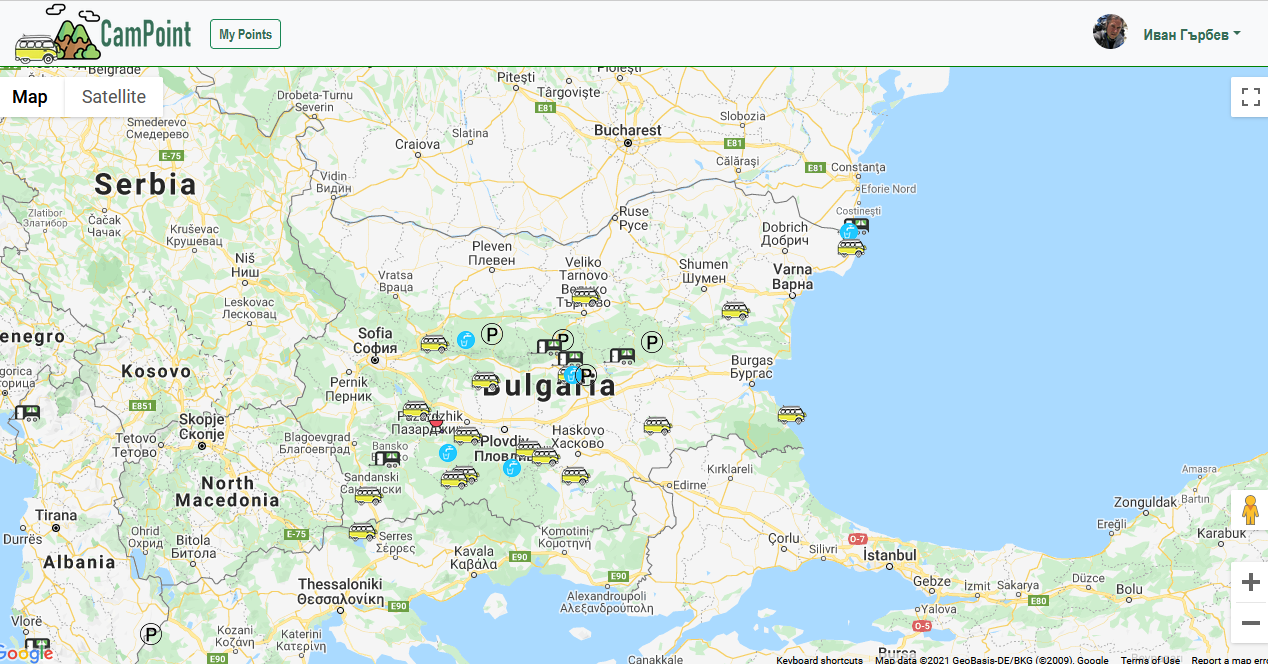 CamPoint
My Points
Иван Гърбев
Belgrade
Map
Satellite
Drobeta-Turnu
Severin
Pitești
Târgoviște
Ploiești
E81
Smederevo
Смедерево
Slatina
Craiova
Bucharest
Slobozia
E81
Călărași
E81
Constanța
E-75
Serbia
Vidin
Видин
Eforie Nord
Zlatibor
Златибор
Čačak
Чачак
Kruševac
Крушевац
Costinești
Ruse
Русе
Dobrich
Добрич
Pleven
Плевен
Niš
Ниш
Vratsa
Враца
Veliko
Tarnovo
Велико
Търново
Shumen
Шумен
Varna
Варна
Leskovac
Лесковац
Sofia
София
enegro
Kosovo
Pernik
Перник
Burgas
Бургас
Bulgaria
gorica
E851
Skopje
Скопје
Tetovo
Тетово
Blagoevgrad
Благоевград
Pazardzhik
Пазарджик
Bansko
Банско
Plovdiv
Пловдив
Haskovo
Хасково
Sandanski
Сандански
Kırklareli
Edirne
North
Macedonia
Amasra
Bartın
Zonguldak
Ereğli
Karabük
Tirana
Durrës
Ohrid
Охрид
Bitola
Битола
E-75
Serres
Σέρρες
Komotini
Κομοτηνή
Çorlu
Silivri
O-7
İstanbul
Albania
Kavala
Καβάλα
E90
E90
Thessaloniki
Θεσσαλονίκη
E90
Alexandroupoli
Αλεξανδρούπολη
Gebze
İzmit
Sakarya
E80
Düzce
Bolu
Yalova
O-5
Vlorë
Kozani
Κοζάνη
Katerini
Κατερίνη
E90
Google
Çanakkale
Bursa
Keyboard shortcuts
Map data ©2021 GeoBasis-DE/BKG (©2009), Google
Terms of Use
Report a map